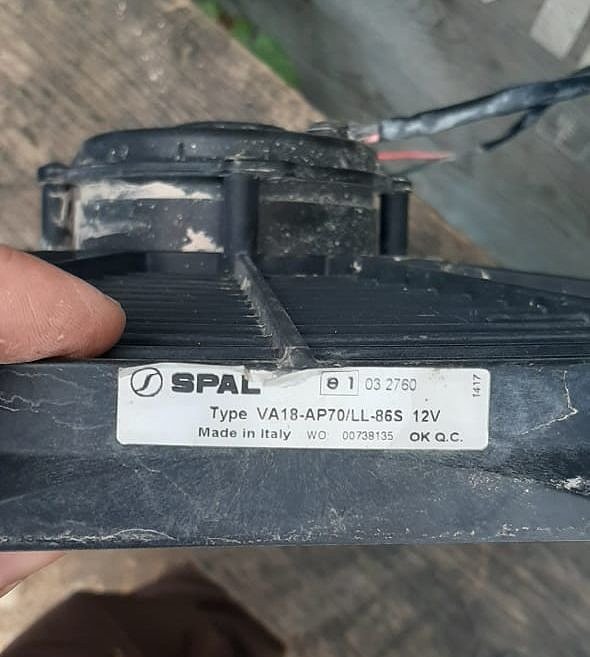 SPAL e1 03 2760
1417
Type VA18-AP70/LL-86S 12V
Made in Italy WO: 00738135 OK Q.C.